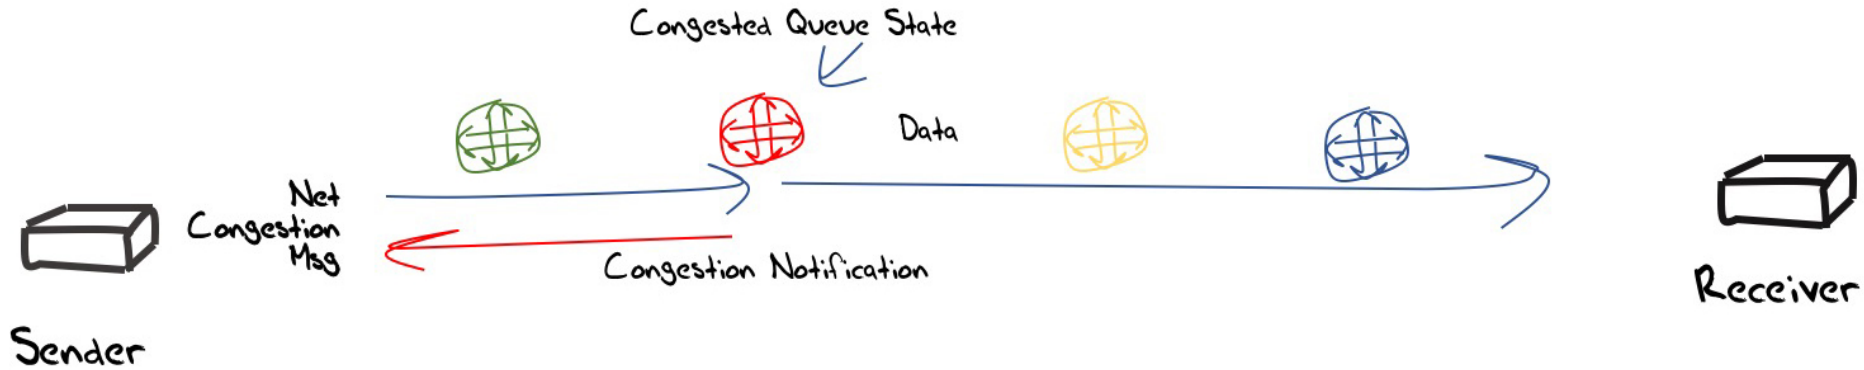 Congested Queue State
Data
Net
Congestion
Msg
Congestion Notification
Receiver
Sender